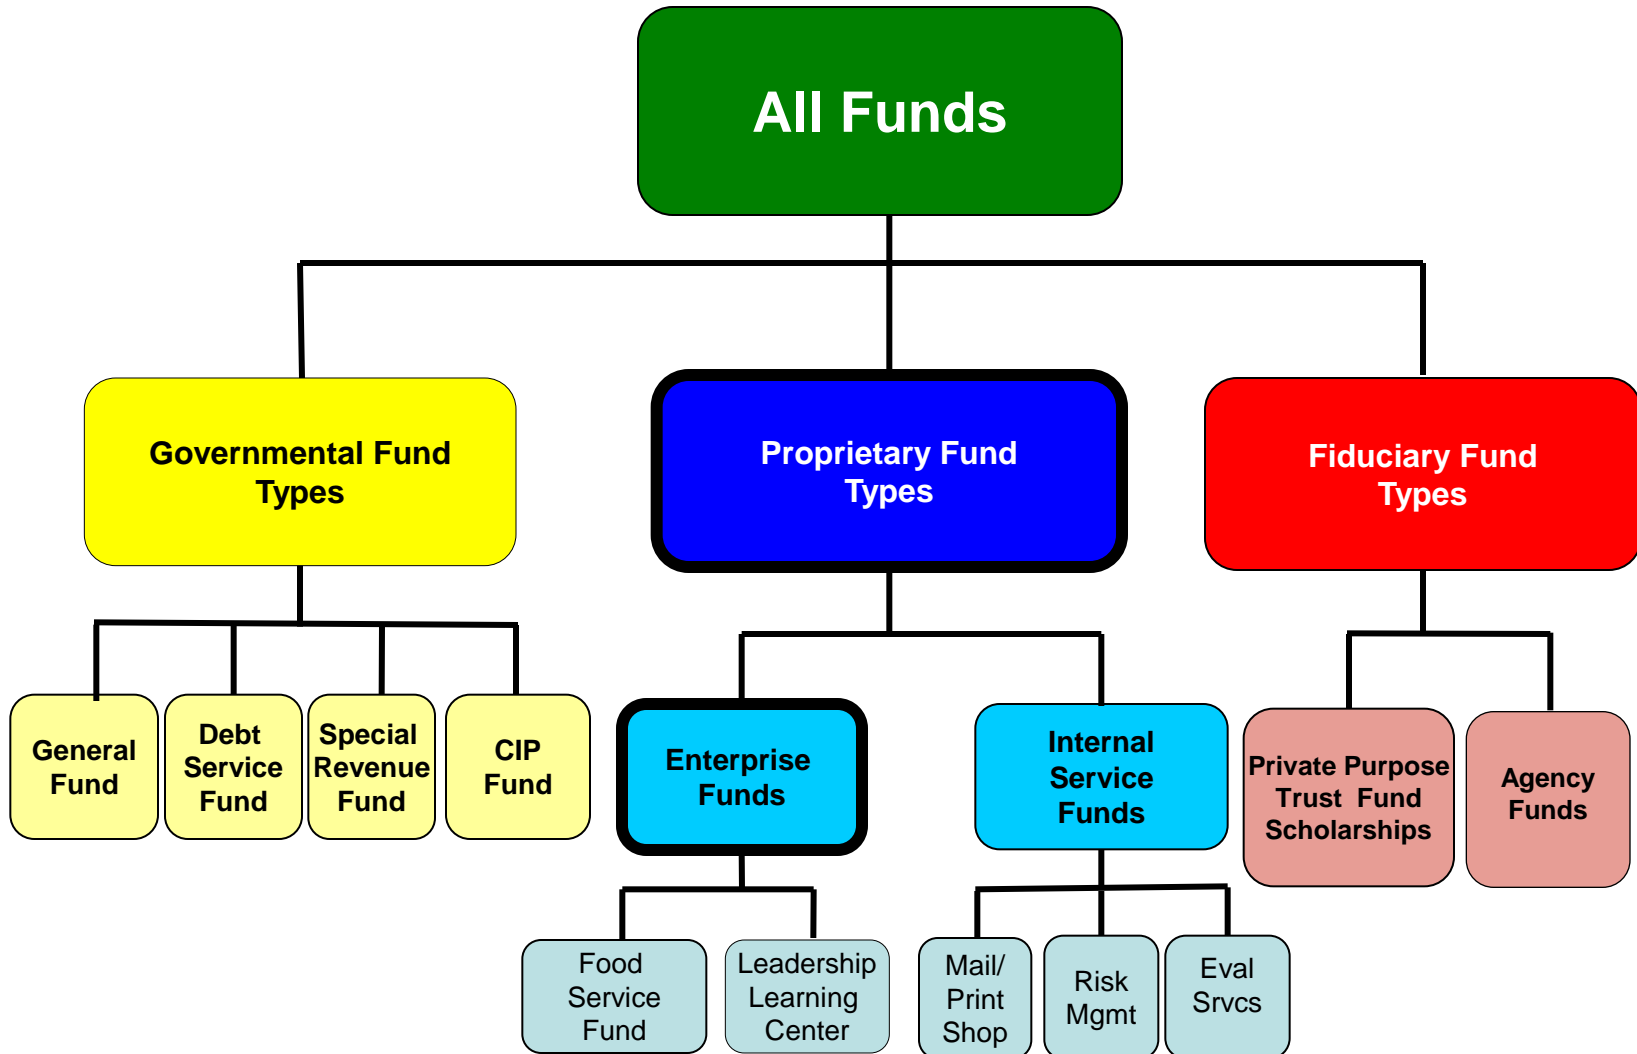 All Funds
Governmental Fund
Types
Proprietary Fund
Types
Fiduciary Fund
Types
General
Fund
Debt
Service
Fund
Special
Revenue
Fund
CIP
Fund
Enterprise
Funds
Internal
Service
Funds
Private Purpose
Trust Fund
Scholarships
Agency
Funds
Food
Service
Fund
Leadership
Learning
Center
Mail/
Print
Shop
Risk
Mgmt
Eval
Srvcs